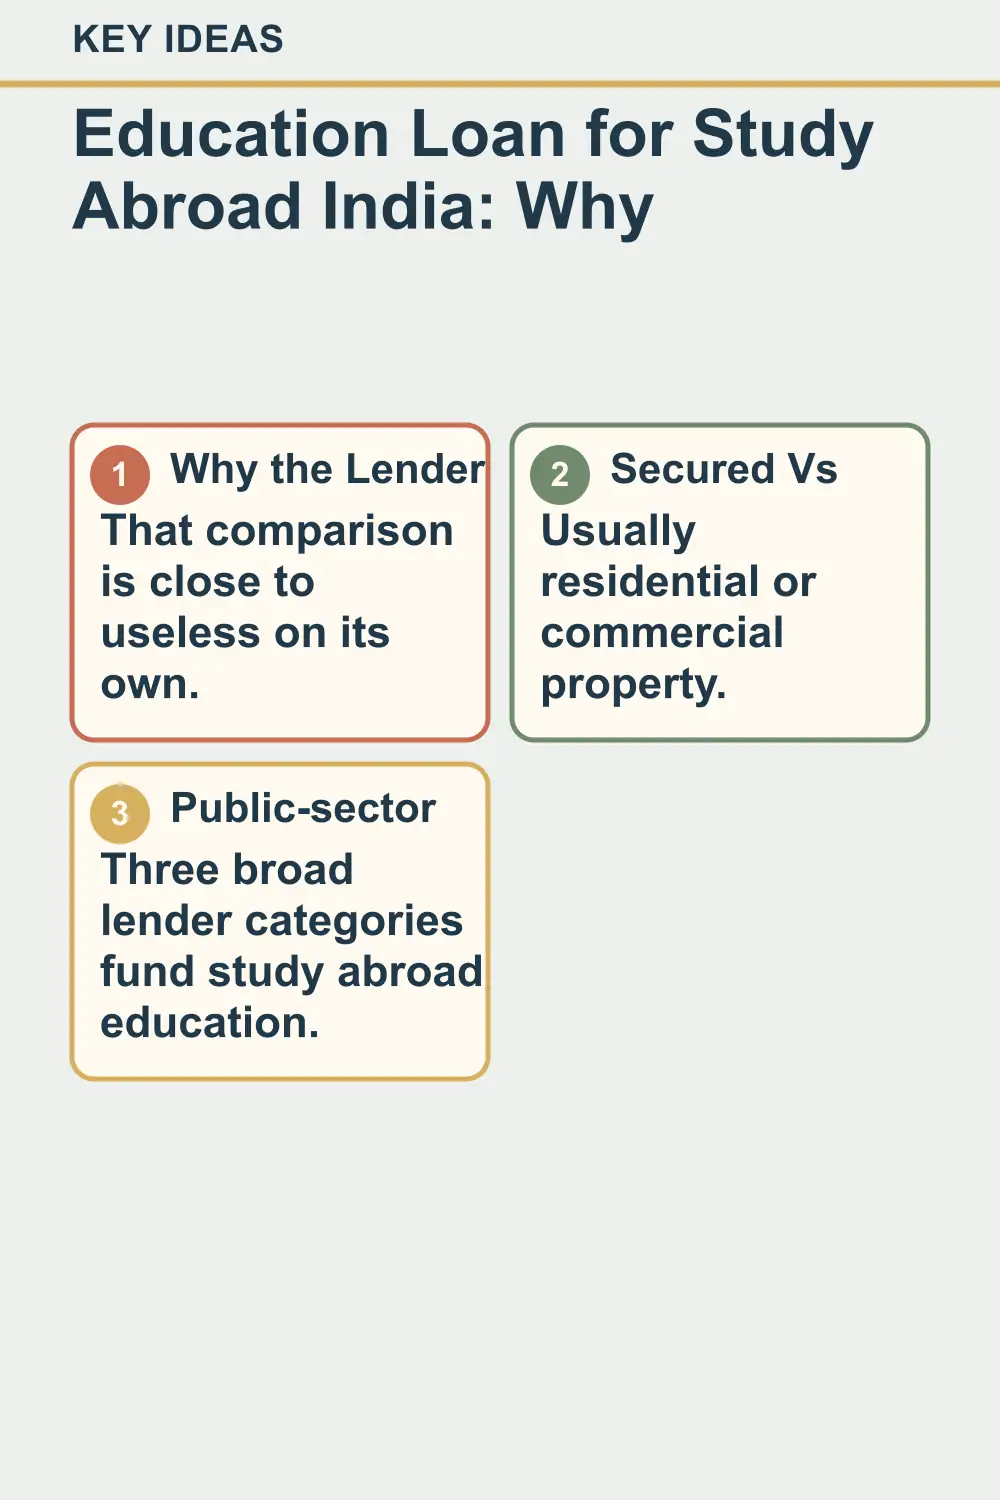 KEY IDEAS
Education Loan for Study
Abroad India: Why
1
Why the Lender
That comparison
is close to
useless on its
own.
2
Secured Vs
Usually
residential or
commercial
property.
3
Public-sector
Three broad
lender categories
fund study abroad
education.